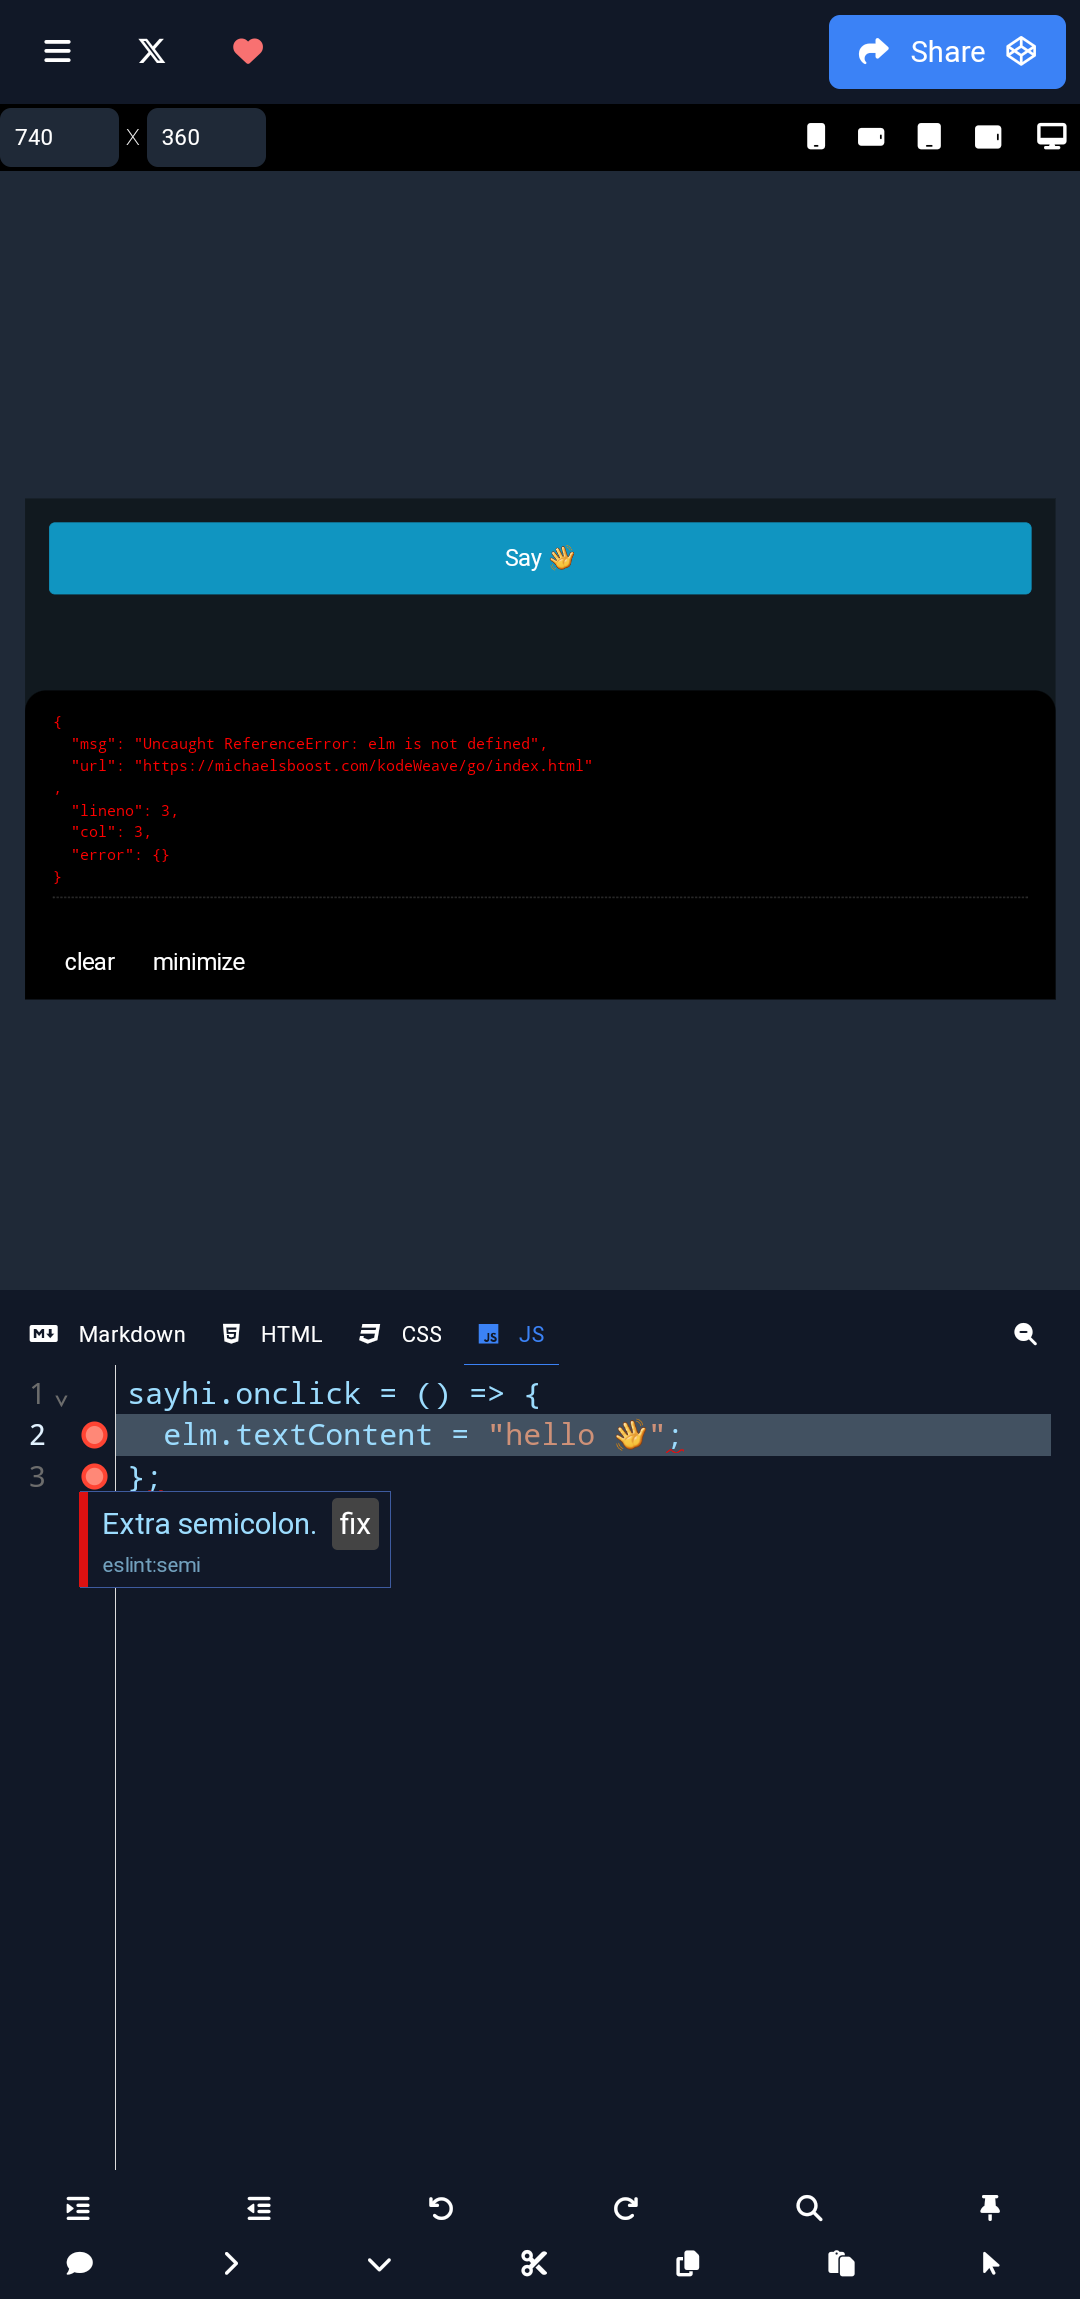 Share
740 X 360
Say 👋
{
"msg": "Uncaught ReferenceError: elm is not defined",
"url": "https://michaelsboost.com/kodeWeave/go/index.html"
,
"lineno": 3,
"col": 3,
"error": {}
}
clear minimize
Markdown HTML CSS JS JS
1 sayhi.onclick = () => {
2 elm.textContent = "hello 👋";
3 };
Extra semicolon. fix
eslint:semi